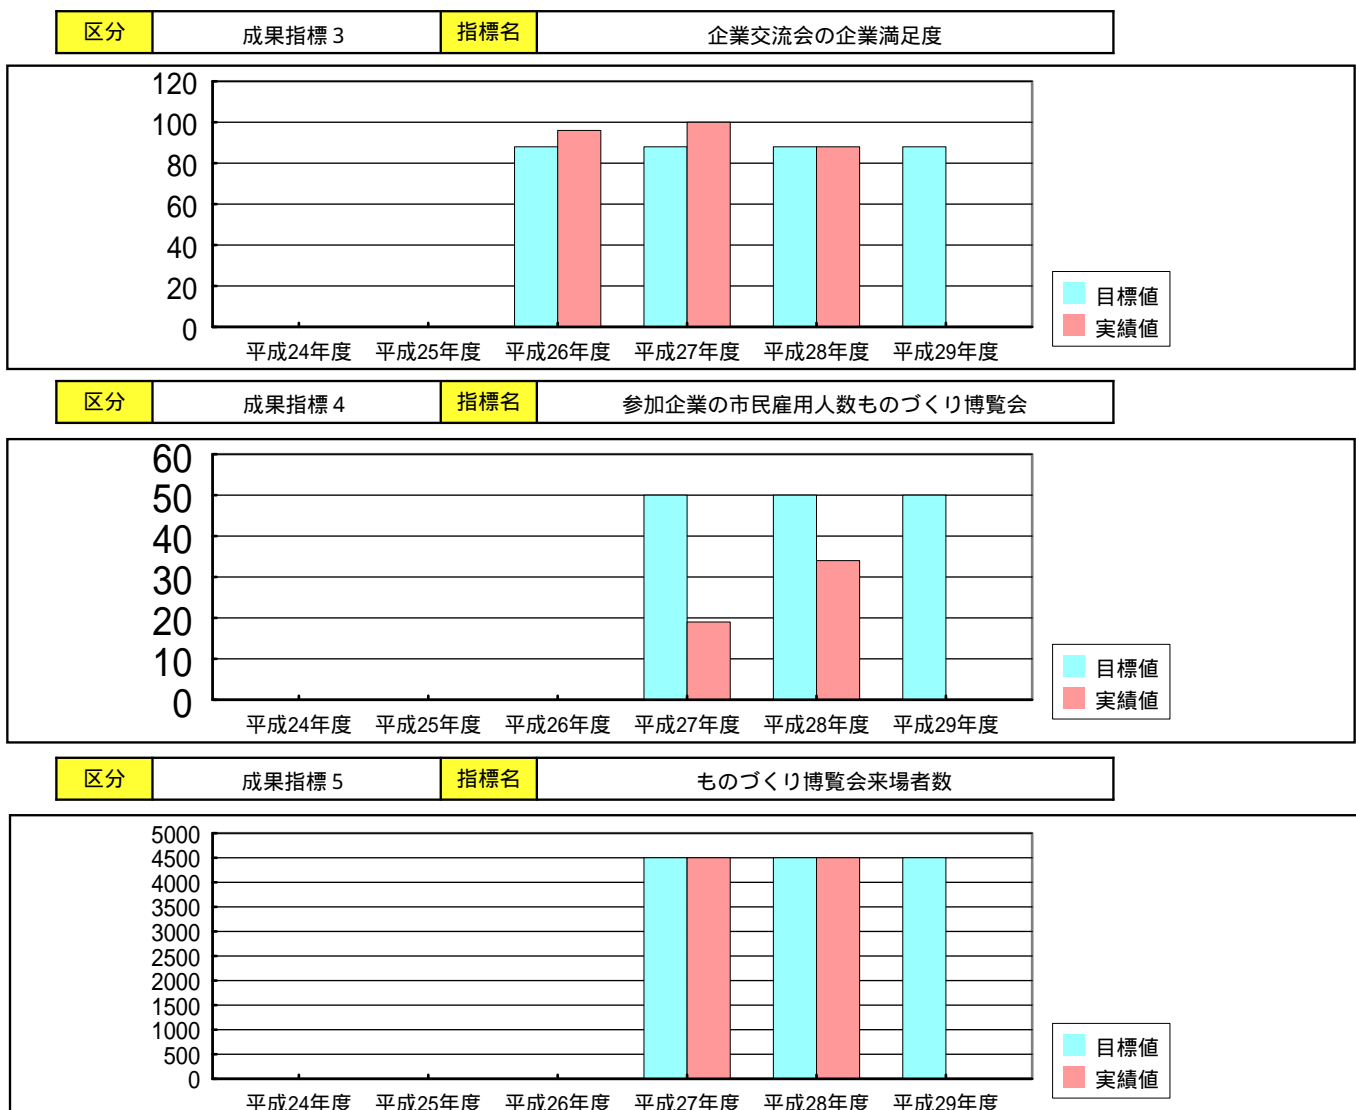 区分 成果指標3 指標名 企業交流会の企業満足度
120
100
80
60
40
20
0
平成24年度 平成25年度 平成26年度 平成27年度 平成28年度 平成29年度
目標値
実績値
区分 成果指標4 指標名 参加企業の市民雇用人数ものづくり博覧会
60
50
40
30
20
10
0
平成24年度 平成25年度 平成26年度 平成27年度 平成28年度 平成29年度
目標値
実績値
区分 成果指標5 指標名 ものづくり博覧会来場者数
5000
4500
4000
3500
3000
2500
2000
1500
1000
500
0
平成24年度 平成25年度 平成26年度 平成27年度 平成28年度 平成29年度
目標値
実績値